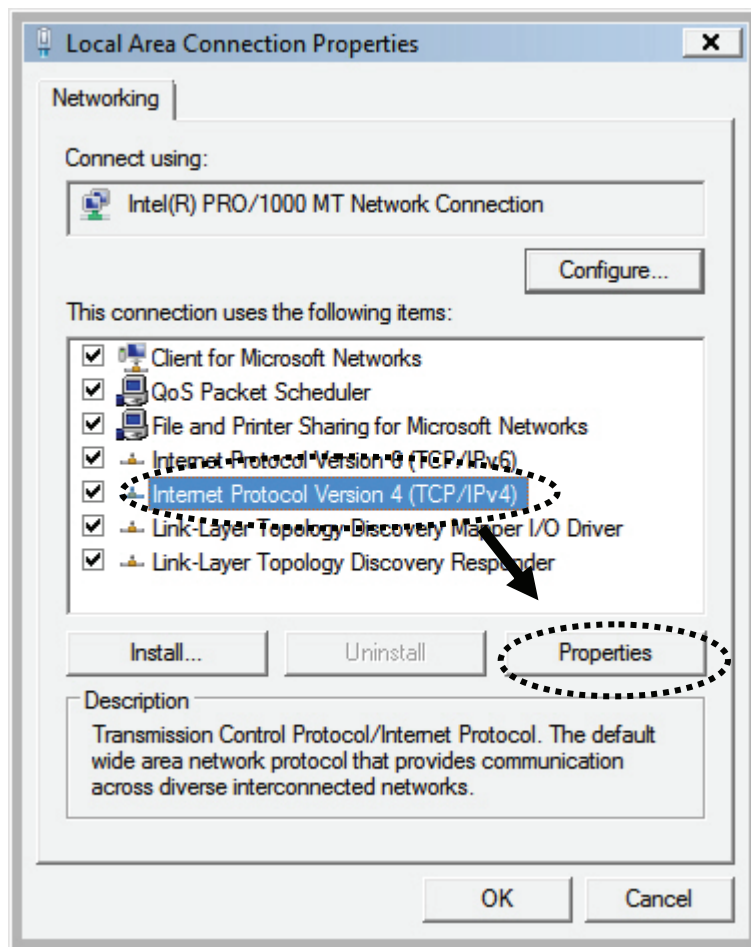 Local Area Connection Properties
Networking
Connect using:
Intel(R) PRO/1000 MT Network Connection
Configure...
This connection uses the following items:
Client for Microsoft Networks
QoS Packet Scheduler
File and Printer Sharing for Microsoft Networks
Internet Protocol Version 6 (TCP/IPv6)
Internet Protocol Version 4 (TCP/IPv4)
Link-Layer Topology Discovery Mapper I/O Driver
Link-Layer Topology Discovery Responder
Install... Uninstall Properties
Description
Transmission Control Protocol/Internet Protocol. The default
wide area network protocol that provides communication
across diverse interconnected networks.
OK Cancel